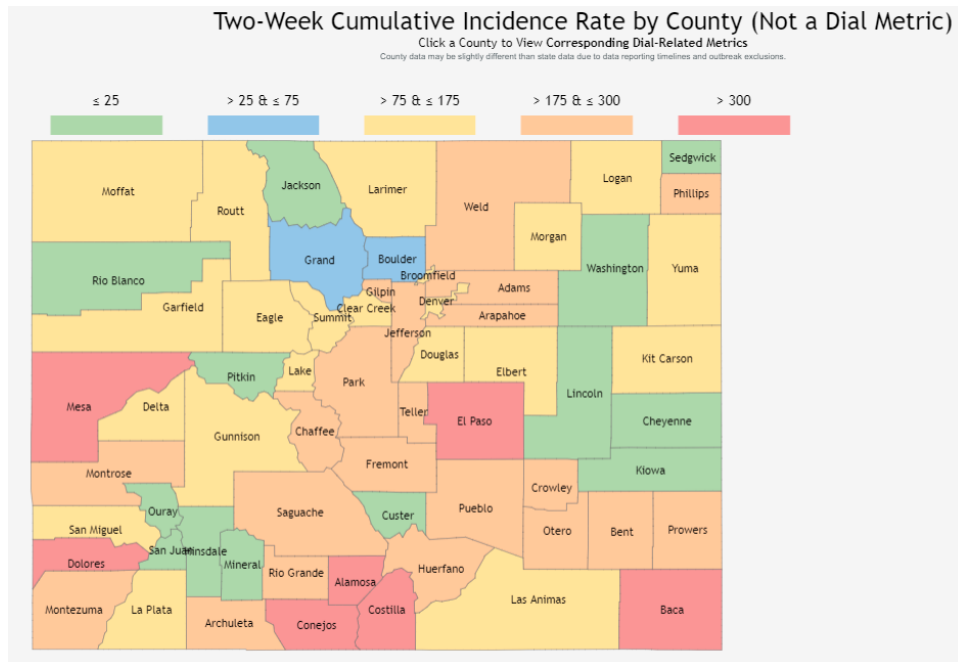 Two-Week Cumulative Incidence Rate by County (Not a Dial Metric)
Click a County to View Corresponding Dial-Related Metrics
County data may be slightly different than state data due to data reporting timelines and outbreak exclusions.
≤ 25 > 25 & ≤ 75 > 75 & ≤ 175 > 175 & ≤ 300 > 300
Sedgwick
Logan
Jackson
Moffat
Larimer
Phillips
Weld
Routt
Morgan
Grand
Boulder
Washington
Yuma
Broomfield
Rio Blanco
Gilpin
Adams
Denver
Garfield
Clear Creek
Eagle
Summit
Arapahoe
Jefferson
Douglas
Kit Carson
Lake
Elbert
Pitkin
Park
Lincoln
Mesa
Delta
Teller
El Paso
Cheyenne
Chaffee
Gunnison
Fremont
Montrose
Kiowa
Crowley
Pueblo
Ouray
Saguache
Custer
San Miguel
Otero
Bent
Prowers
San Juan
Hinsdale
Dolores
Mineral
Rio Grande
Huerfano
Alamosa
Las Animas
Montezuma
La Plata
Costilla
Baca
Archuleta
Conejos